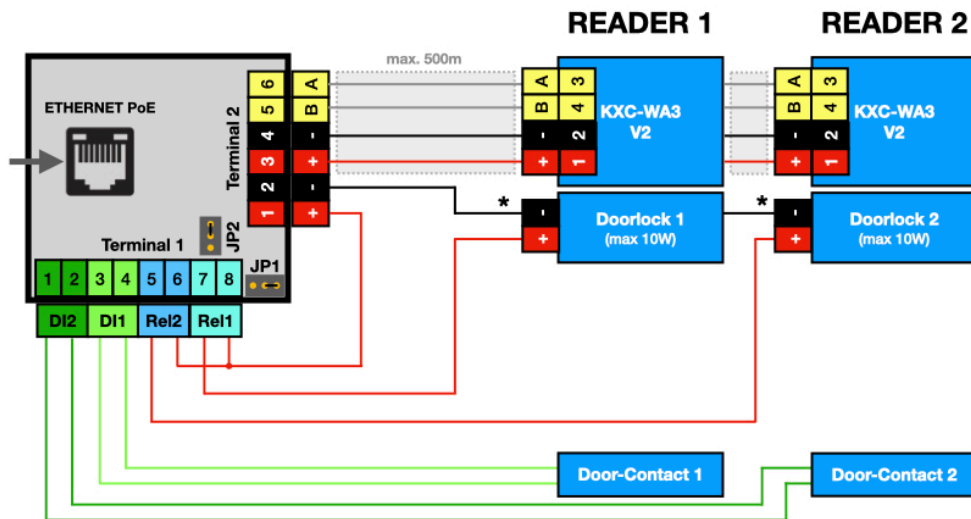 READER 1
READER 2
max. 500m
ETHERNET PoE
Terminal 2
6 A
5 B
4 -
3 +
2 -
1 +
A 3
B 4
- 2
+ 1
KXC-WA3
V2
A 3
B 4
- 2
+ 1
KXC-WA3
V2
* - +
Doorlock 1
(max 10W)
* - +
Doorlock 2
(max 10W)
JP2
Terminal 1
JP1
1 2 3 4 5 6 7 8
DI2 DI1 Rel2 Rel1
Door-Contact 1
Door-Contact 2